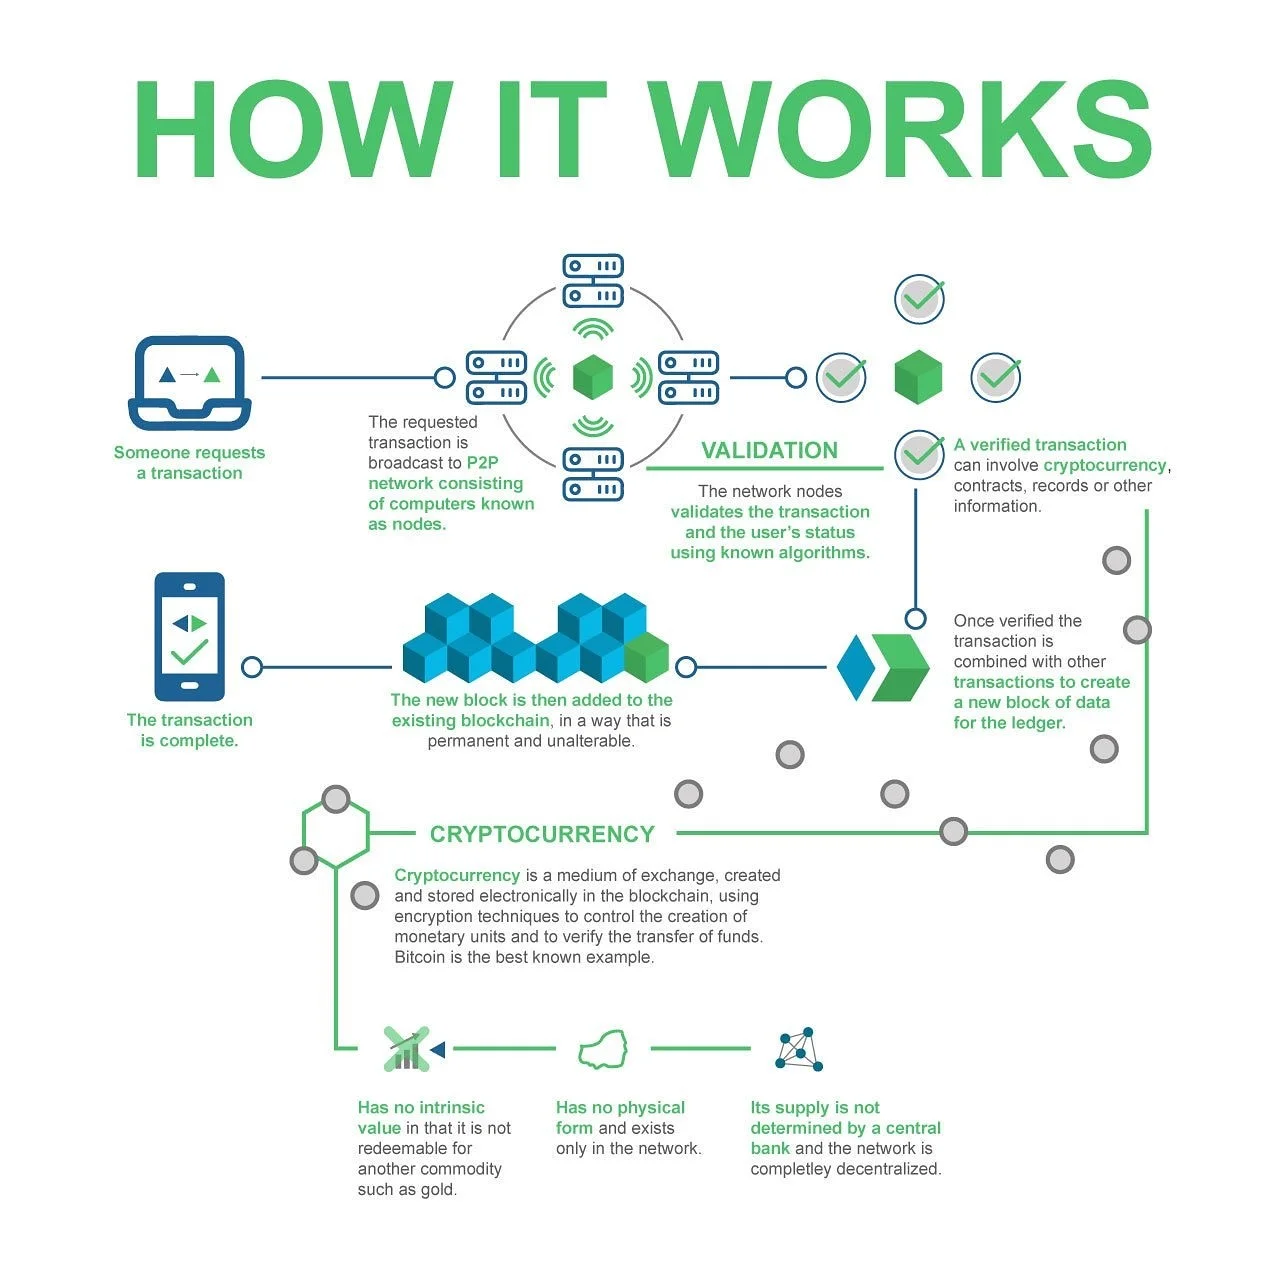 HOW IT WORKS
Someone requests
a transaction
The requested
transaction is
broadcast to P2P
network consisting
of computers known
as nodes.
VALIDATION
The network nodes
validates the transaction
and the user's status
using known algorithms.
A verified transaction
can involve cryptocurrency,
contracts, records or other
information.
Once verified the
transaction is
combined with other
transactions to create
a new block of data
for the ledger.
The new block is then added to the
existing blockchain, in a way that is
permanent and unalterable.
The transaction
is complete.
CRYPTOCURRENCY
Cryptocurrency is a medium of exchange, created
and stored electronically in the blockchain, using
encryption techniques to control the creation of
monetary units and to verify the transfer of funds.
Bitcoin is the best known example.
Has no intrinsic
value in that it is not
redeemable for
another commodity
such as gold.
Has no physical
form and exists
only in the network.
Its supply is not
determined by a central
bank and the network is
completley decentralized.